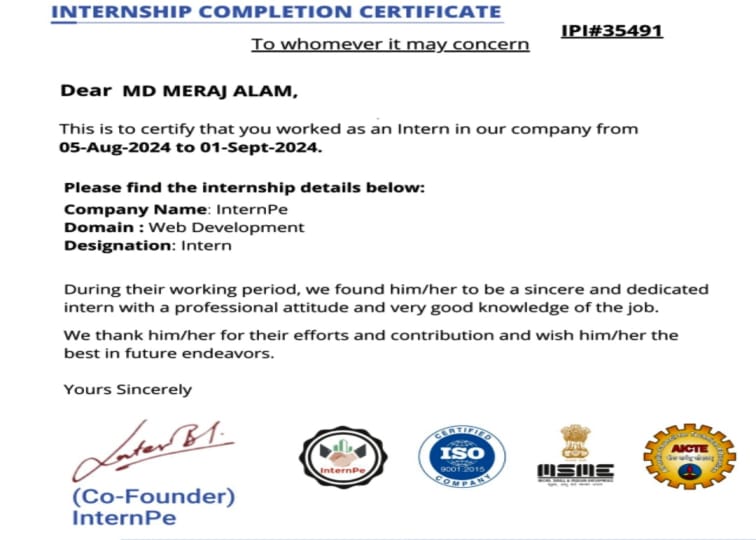 INTERNSHIP COMPLETION CERTIFICATE
IPI#35491
To whomever it may concern
Dear MD MERAJ ALAM,
This is to certify that you worked as an Intern in our company from
05-Aug-2024 to 01-Sept-2024.
Please find the internship details below:
Company Name: InternPe
Domain : Web Development
Designation: Intern
During their working period, we found him/her to be a sincere and dedicated
intern with a professional attitude and very good knowledge of the job.
We thank him/her for their efforts and contribution and wish him/her the
best in future endeavors.
Yours Sincerely
InternPe
CERTIFIED
ISO
9001:2015
COMPANY
MSME
AICTE
(Co-Founder)
InternPe